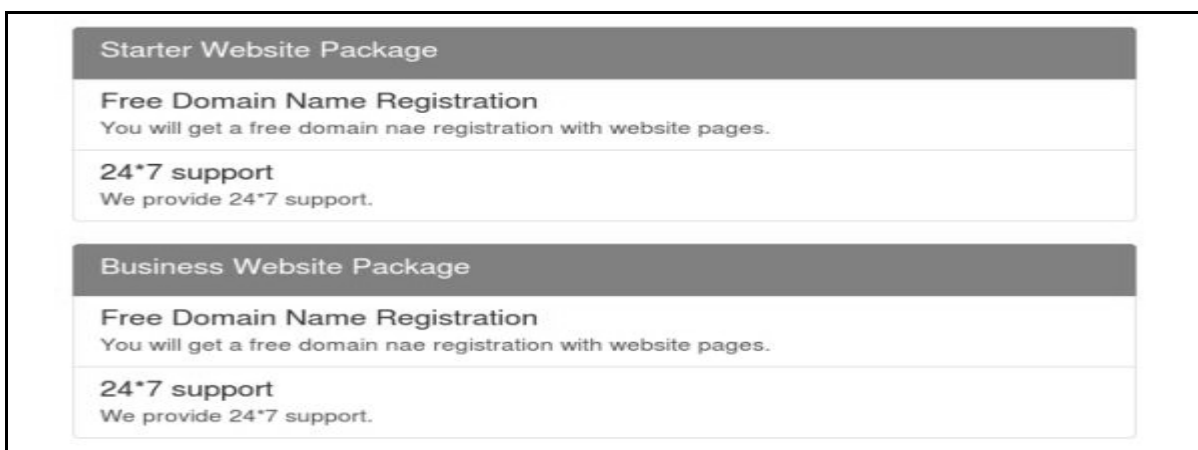 Starter Website Package
Free Domain Name Registration
You will get a free domain nae registration with website pages.
24*7 support
We provide 24*7 support.
Business Website Package
Free Domain Name Registration
You will get a free domain nae registration with website pages.
24*7 support
We provide 24*7 support.